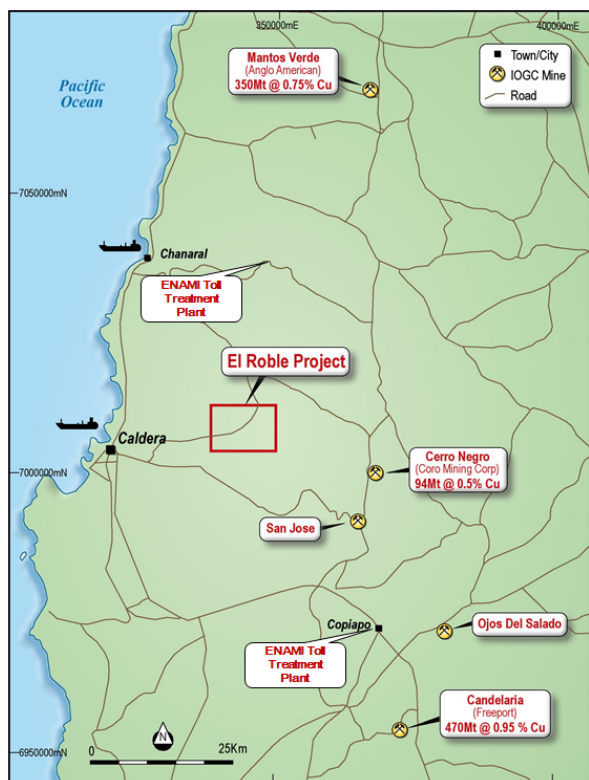 350000mE
400000mE
Mantos Verde
(Anglo American)
350Mt @ 0.75% Cu
Town/City
IOGC Mine
Road
Pacific
Ocean
7050000mN
Chanaral
ENAMI Toll
Treatment
Plant
El Roble Project
Caldera
Cerro Negro
(Coro Mining Corp)
94Mt @ 0.5% Cu
7000000mN
San Jose
Copiapo
Ojos Del Salado
ENAMI Toll
Treatment
Plant
Candelaria
(Freeport)
470Mt @ 0.95 % Cu
N
6950000mN
0
25Km